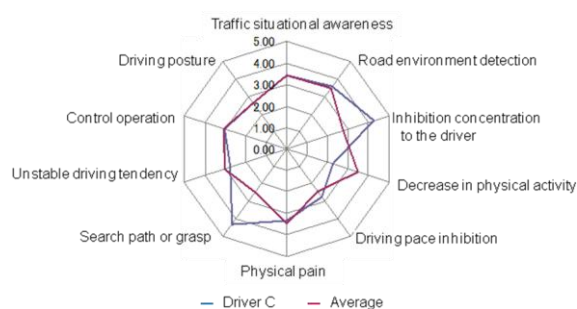 Traffic situational awareness
5.00
4.00
3.00
2.00
1.00
0.00
Driving posture
Road environment detection
Control operation
Inhibition concentration
to the driver
Unstable driving tendency
Decrease in physical activity
Search path or grasp
Driving pace inhibition
Physical pain
Driver C
Average